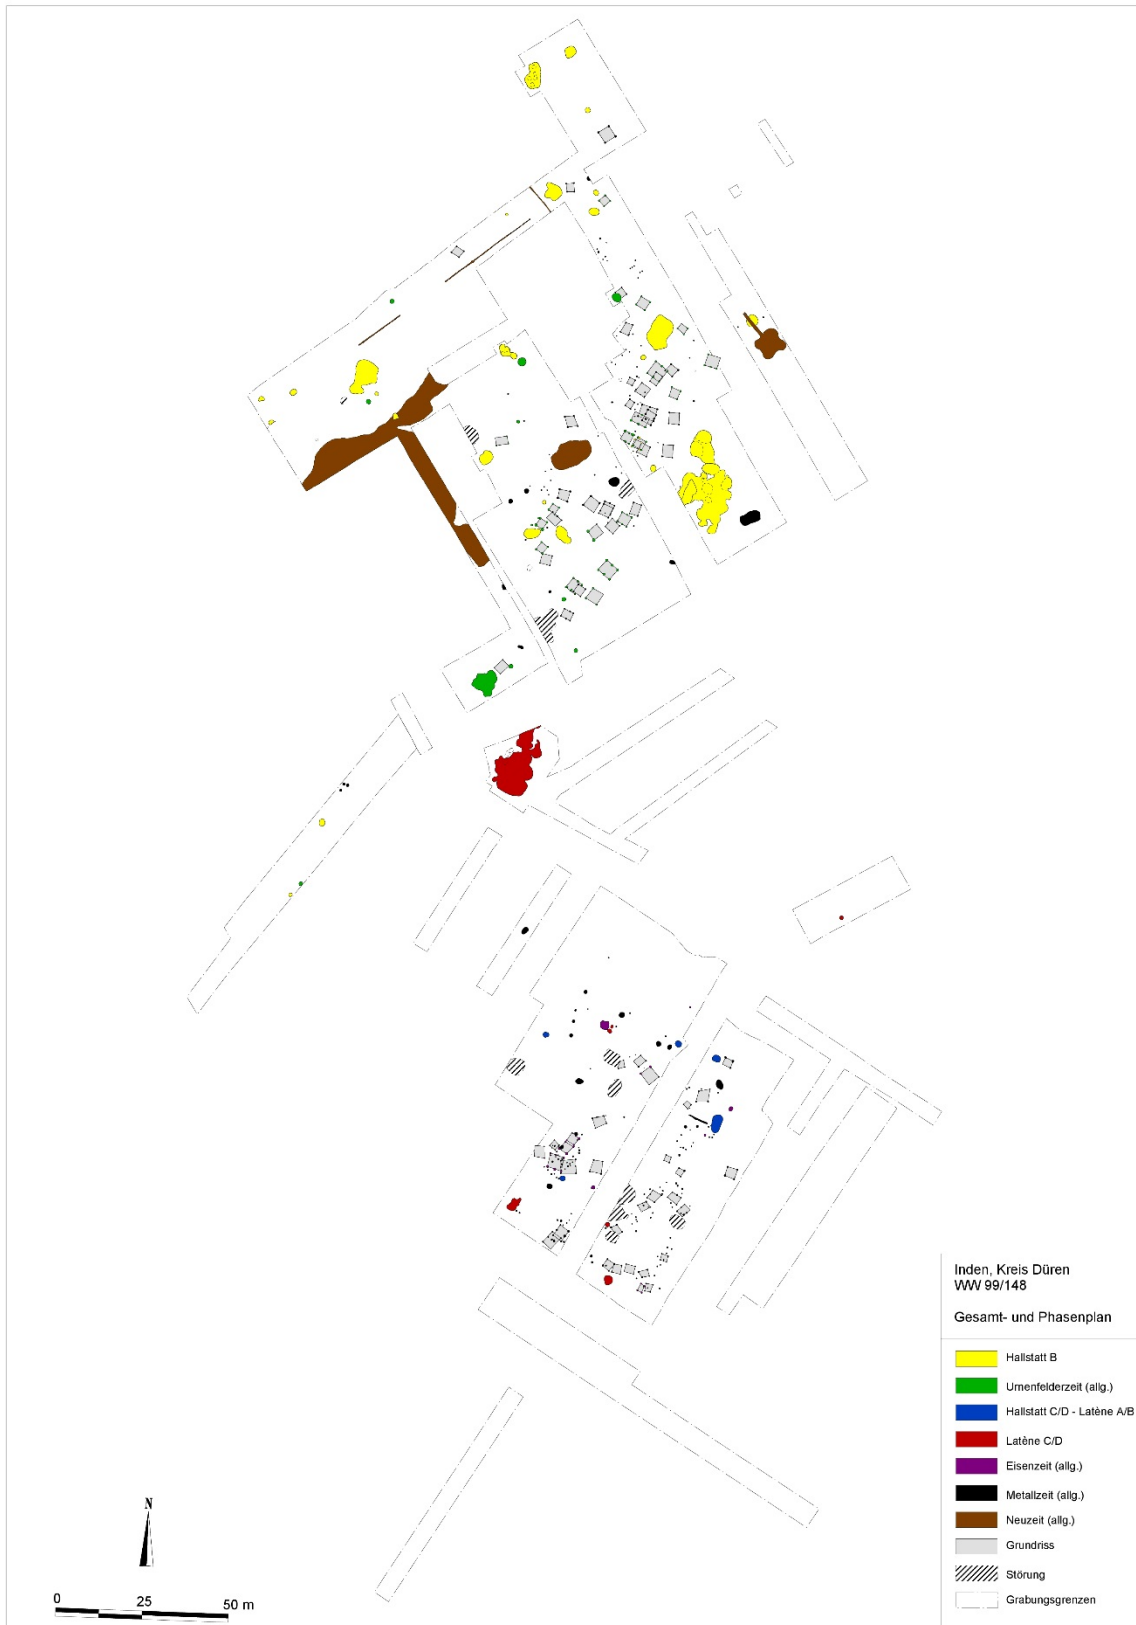 Inden, Kreis Düren
WW 99/148
Gesamt- und Phasenplan
Hallstatt B
Urnenfelderzeit (allg.)
Hallstatt C/D - Latène A/B
Latène C/D
Eisenzeit (allg.)
Metallzeit (allg.)
Neuzeit (allg.)
Grundriss
Störung
Grabungsgrenzen
N
0 25 50 m